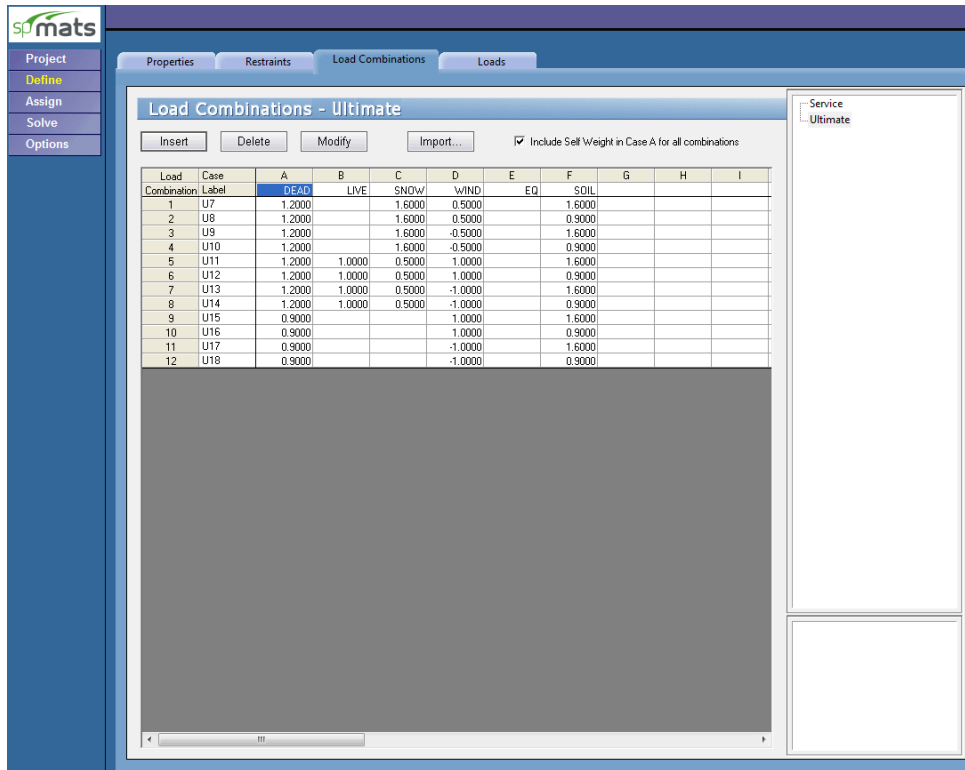 spmats
Project
Define
Assign
Solve
Options
Properties Restraints Load Combinations Loads
Load Combinations - Ultimate
Insert Delete Modify Import... Include Self Weight in Case A for all combinations
Load Case A B C D E F G H I
Combination Label DEAD LIVE SNOW WIND EQ SOIL
1 U7 1.2000 1.6000 0.5000 1.6000
2 U8 1.2000 1.6000 0.5000 0.9000
3 U9 1.2000 1.6000 -0.5000 1.6000
4 U10 1.2000 1.6000 -0.5000 0.9000
5 U11 1.2000 1.0000 0.5000 1.0000 1.6000
6 U12 1.2000 1.0000 0.5000 1.0000 0.9000
7 U13 1.2000 1.0000 0.5000 -1.0000 1.6000
8 U14 1.2000 1.0000 0.5000 -1.0000 0.9000
9 U15 0.9000 1.0000 1.6000
10 U16 0.9000 1.0000 0.9000
11 U17 0.9000 -1.0000 1.6000
12 U18 0.9000 -1.0000 0.9000
Service
Ultimate